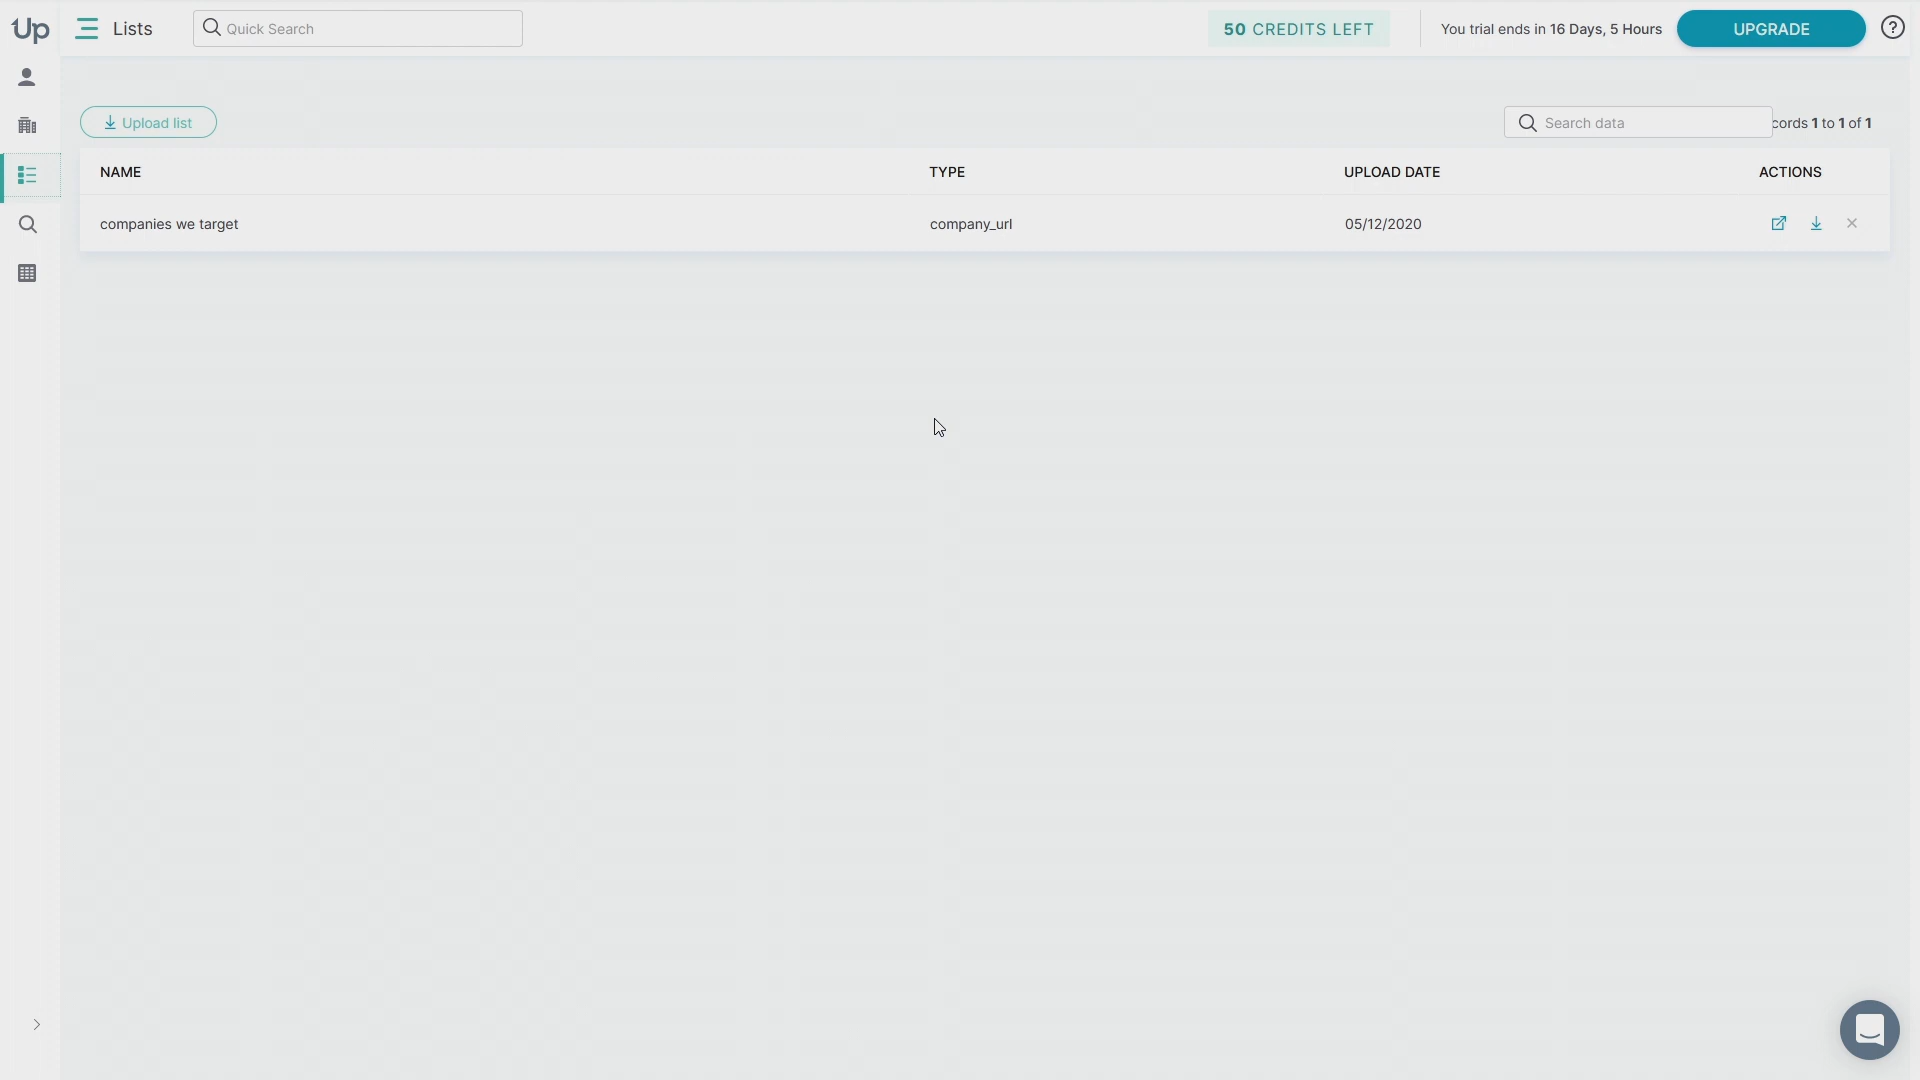 Up
Lists
Quick Search
50 CREDITS LEFT
You trial ends in 16 Days, 5 Hours
UPGRADE
Upload list
Search data
cords 1 to 1 of 1
NAME TYPE UPLOAD DATE ACTIONS
companies we target company_url 05/12/2020